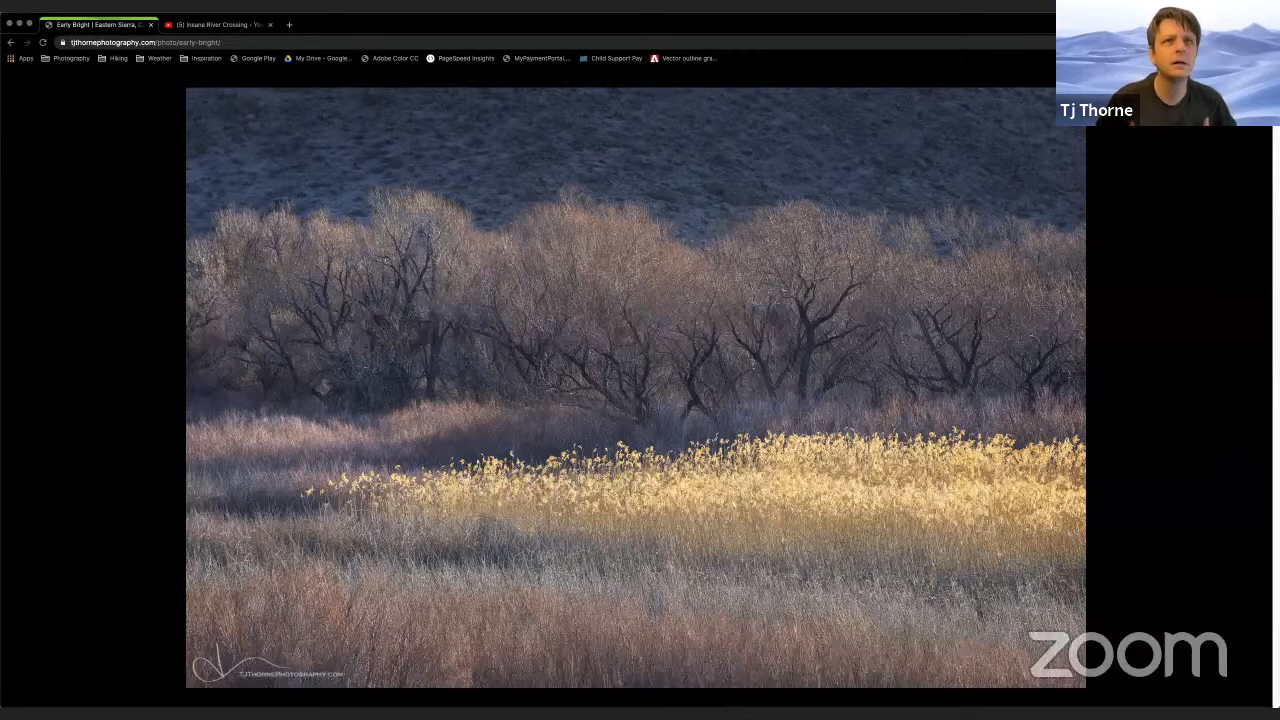 Early Bright | Eastern Sierra, C
(5) Insane River Crossing - Yo
tjthornephotography.com/photo/early-bright/
Apps Photography Hiking Weather Inspiration Google Play My Drive - Google... Adobe Color CC PageSpeed Insights MyPaymentPortal.... Child Support Pay Vector outline gra...
Tj Thorne
TJThornePhotography.com
zoom